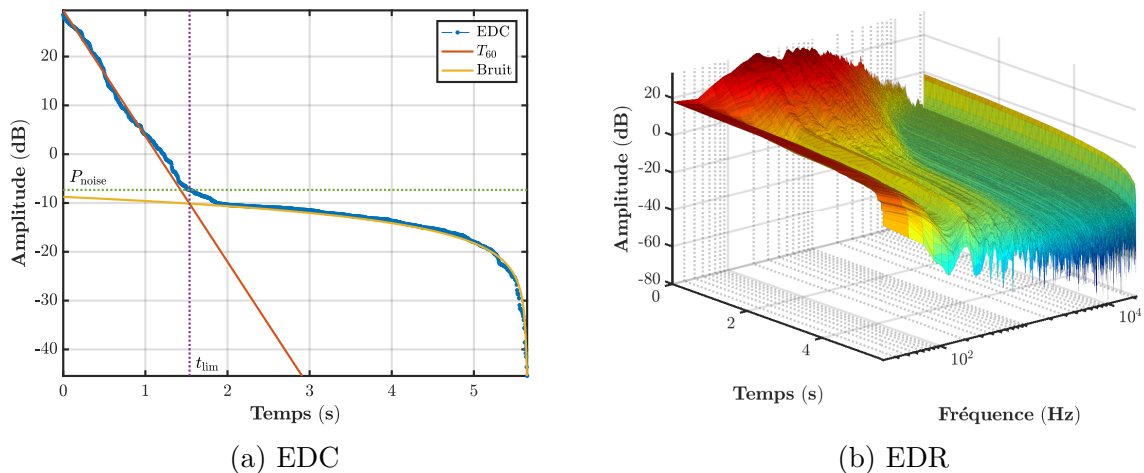 20
10
0
-10
-20
-30
-40
Amplitude (dB)
EDC
T60
Bruit
Pnoise
tlim
0 1 2 3 4 5
Temps (s)
(a) EDC
20
0
-20
-40
-60
-80
Amplitude (dB)
0
2
4
Temps (s)
10^2
10^4
Fréquence (Hz)
(b) EDR